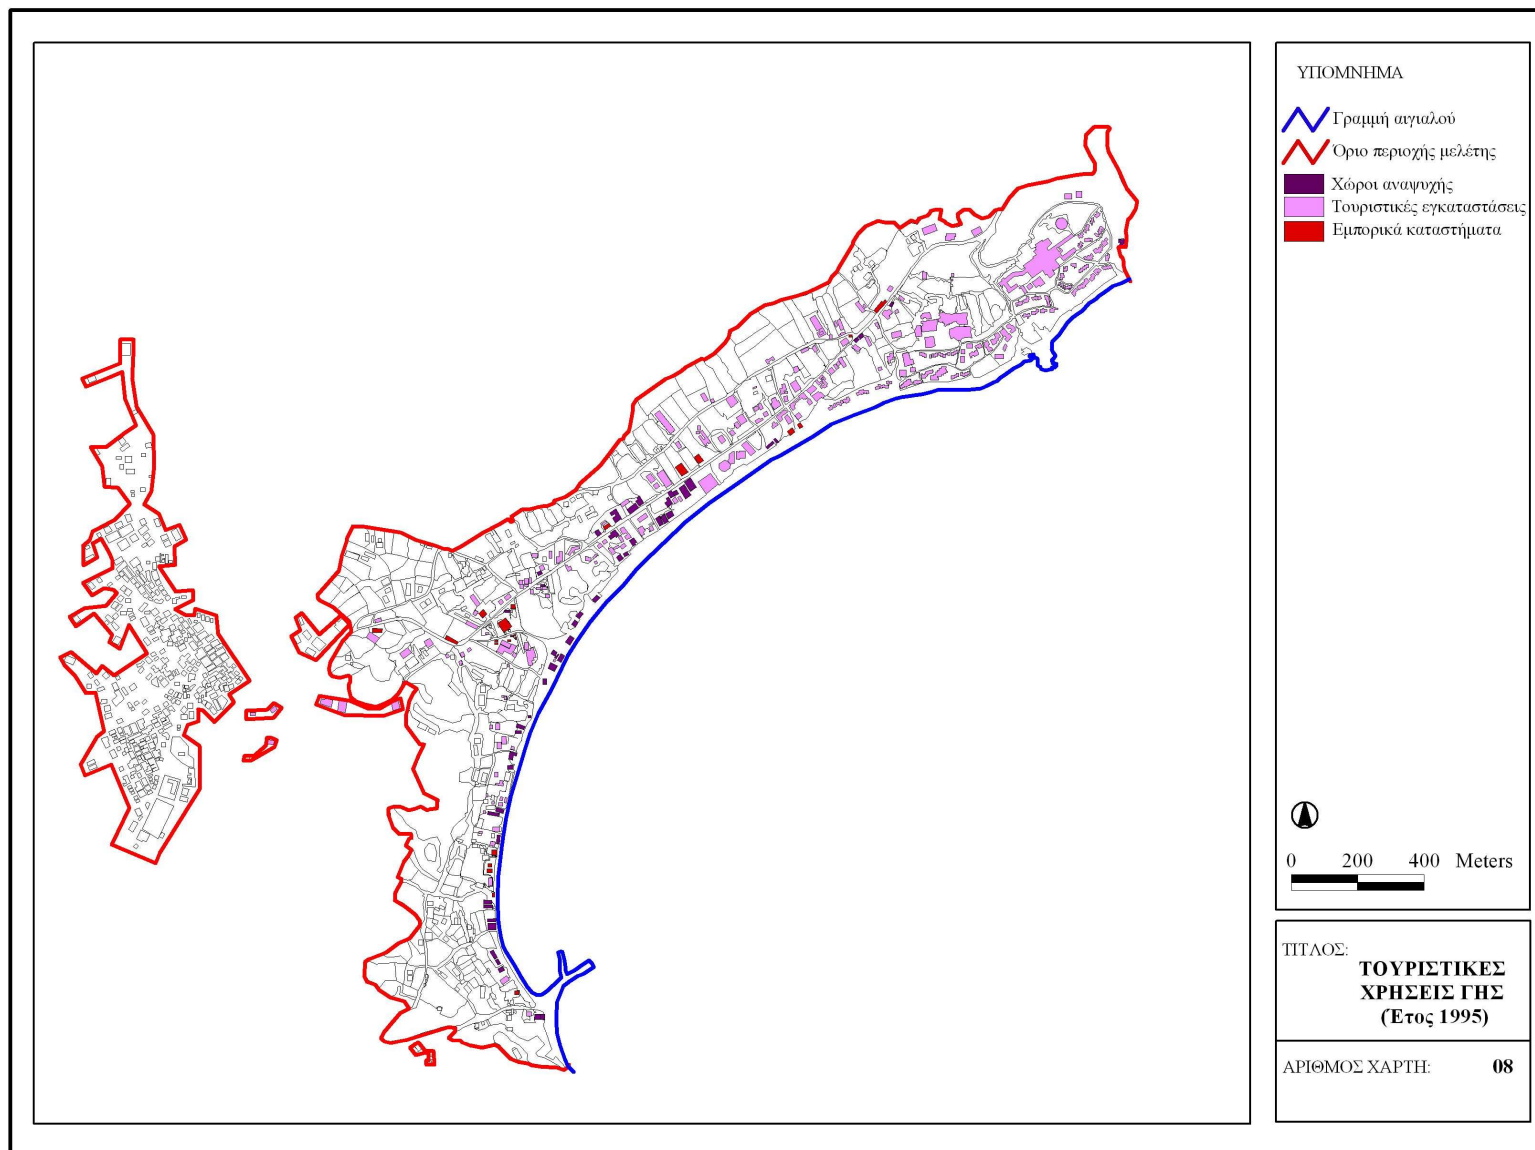 ΥΠΟΜΝΗΜΑ
Γραμμή αιγιαλού
Όριο περιοχής μελέτης
Χώροι αναψυχής
Τουριστικές εγκαταστάσεις
Εμπορικά καταστήματα
0 200 400 Meters
ΤΙΤΛΟΣ:
ΤΟΥΡΙΣΤΙΚΕΣ
ΧΡΗΣΕΙΣ ΓΗΣ
(Έτος 1995)
ΑΡΙΘΜΟΣ ΧΑΡΤΗ: 08